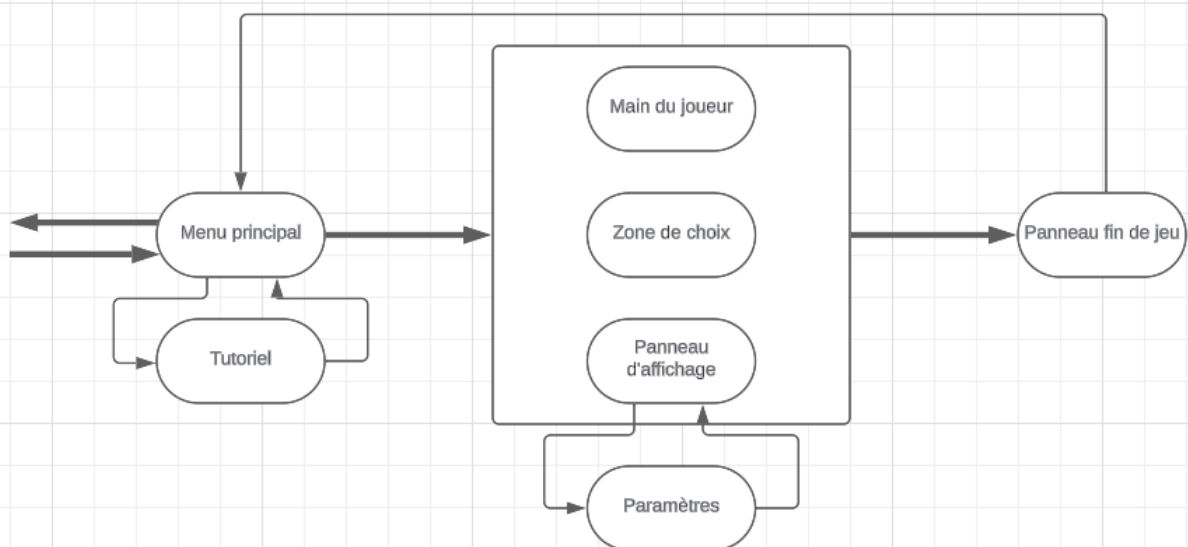 Main du joueur
Menu principal
Zone de choix
Panneau fin de jeu
Tutoriel
Panneau
d'affichage
Paramètres